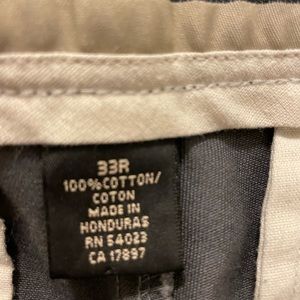 33R
100%COTTON/
COTON
MADE IN
HONDURAS
RN 54023
CA 17897